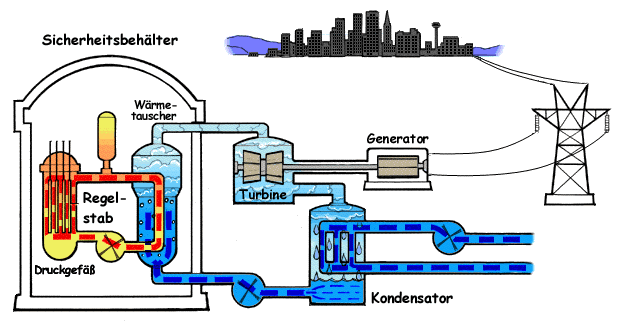 Sicherheitsbehälter
Wärme-
tauscher
Generator
Turbine
Regel-
stab
Druckgefäß
Kondensator